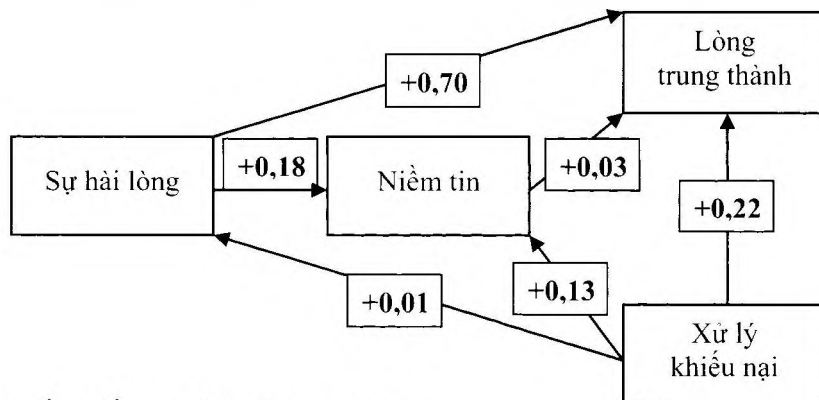 Lòng
trung thành
+0,70
Sự hài lòng
+0,18
Niềm tin
+0,03
+0,22
+0,01
+0,13
Xử lý
khiếu nại